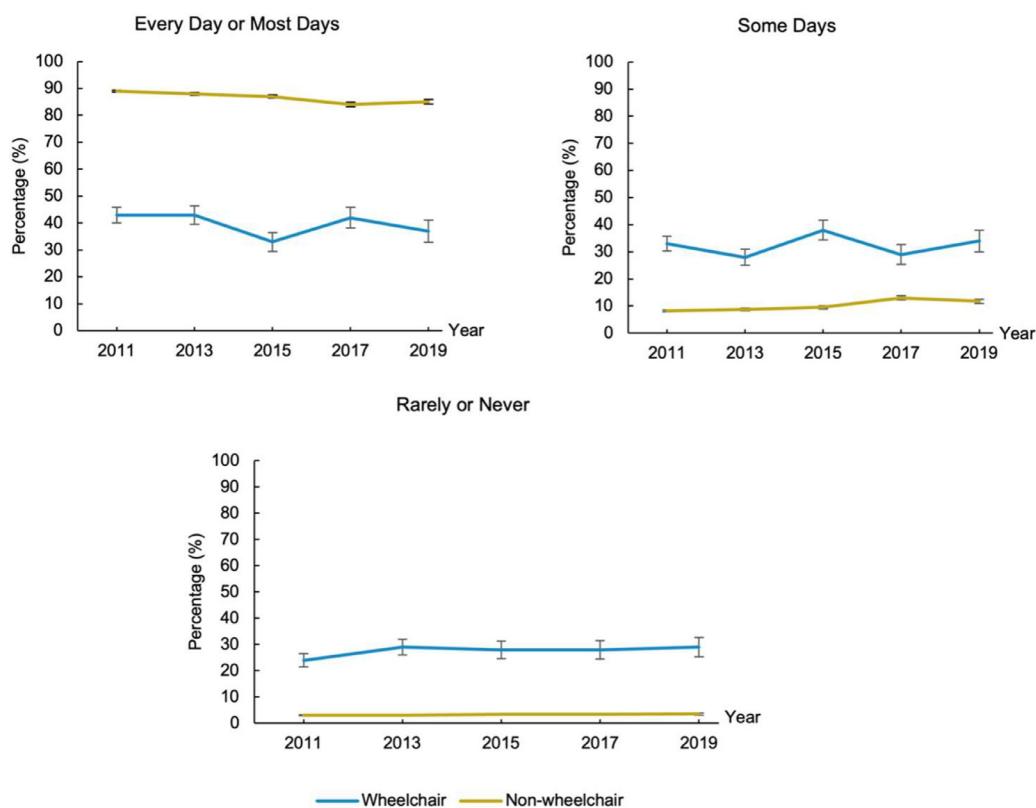 Every Day or Most Days
100
90
80
70
60
50
40
30
20
10
0
Percentage (%)
2011 2013 2015 2017 2019
Year
Some Days
100
90
80
70
60
50
40
30
20
10
0
Percentage (%)
2011 2013 2015 2017 2019
Year
Rarely or Never
100
90
80
70
60
50
40
30
20
10
0
Percentage (%)
2011 2013 2015 2017 2019
Year
Wheelchair Non-wheelchair